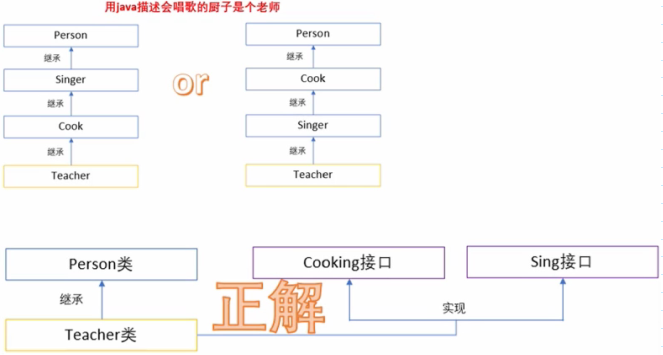 用java描述会唱歌的厨子是个老师
Person
继承
Singer
继承
Cook
继承
Teacher
or
Person
继承
Cook
继承
Singer
继承
Teacher
Person类
继承
Teacher类
正解
Cooking接口
Sing接口
实现